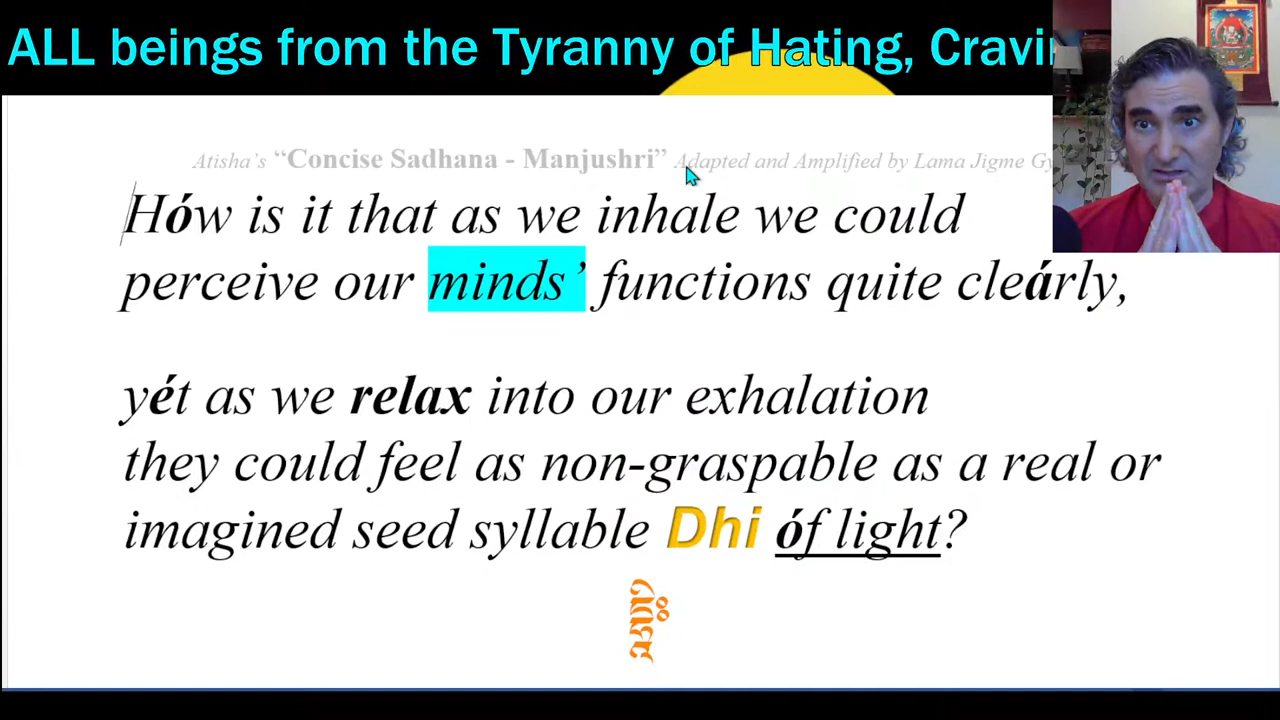 ALL beings from the Tyranny of Hating,
Atisha's “Concise Sadhana - Manjushri” Adapted and Amplified by Lama Jigme
Hów is it that as we inhale we could
perceive our minds’ functions quite cleárly,
yét as we relax into our exhalation
they could feel as non-graspable as a real or
imagined seed syllable Dhi óf light?